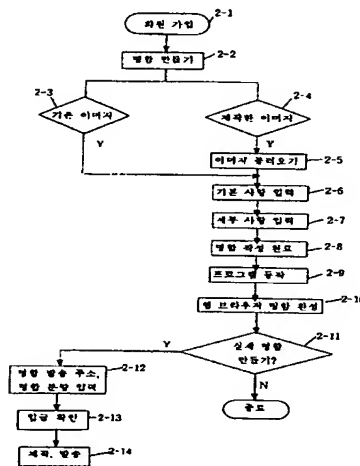 2-1
회원 가입
2-2
명함 만들기
2-3
기존 이미지
2-4
제작한 이미지
Y
Y
이미지 불러오기
2-5
기본 사항 입력
2-6
세부 사항 입력
2-7
명함 작성 완료
2-8
프로그램 동작
2-9
웹 브라우저 명함 완성
2-10
2-11
실제 명함
만들기?
Y
N
종료
명함 발송 주소,
명함 분량 입력
2-12
입금 확인
2-13
제작, 발송
2-14